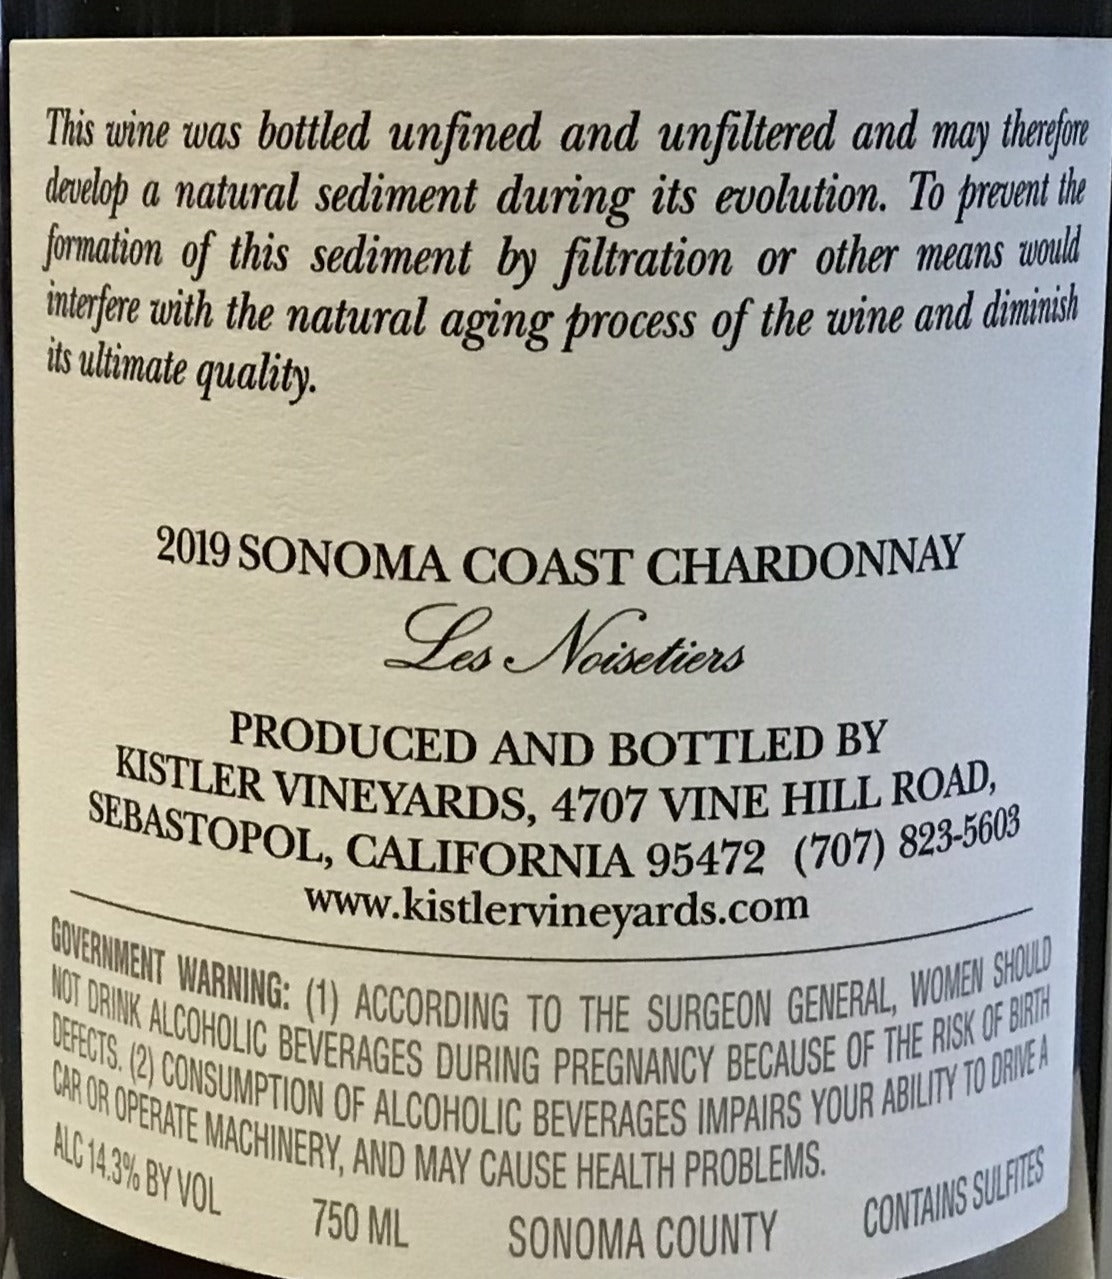 This wine was bottled unfined and unfiltered and may therefore
develop a natural sediment during its evolution. To prevent the
formation of this sediment by filtration or other means would
interfere with the natural aging process of the wine and diminish
its ultimate quality.
2019 SONOMA COAST CHARDONNAY
Les Noisetiers
PRODUCED AND BOTTLED BY
KISTLER VINEYARDS, 4707 VINE HILL ROAD,
SEBASTOPOL, CALIFORNIA 95472 (707) 823-5603
www.kistlervineyards.com
GOVERNMENT WARNING: (1) ACCORDING TO THE SURGEON GENERAL, WOMEN SHOULD
NOT DRINK ALCOHOLIC BEVERAGES DURING PREGNANCY BECAUSE OF THE RISK OF BIRTH
DEFECTS. (2) CONSUMPTION OF ALCOHOLIC BEVERAGES IMPAIRS YOUR ABILITY TO DRIVE A
CAR OR OPERATE MACHINERY, AND MAY CAUSE HEALTH PROBLEMS.
ALC 14.3% BY VOL 750 ML SONOMA COUNTY CONTAINS SULFITES